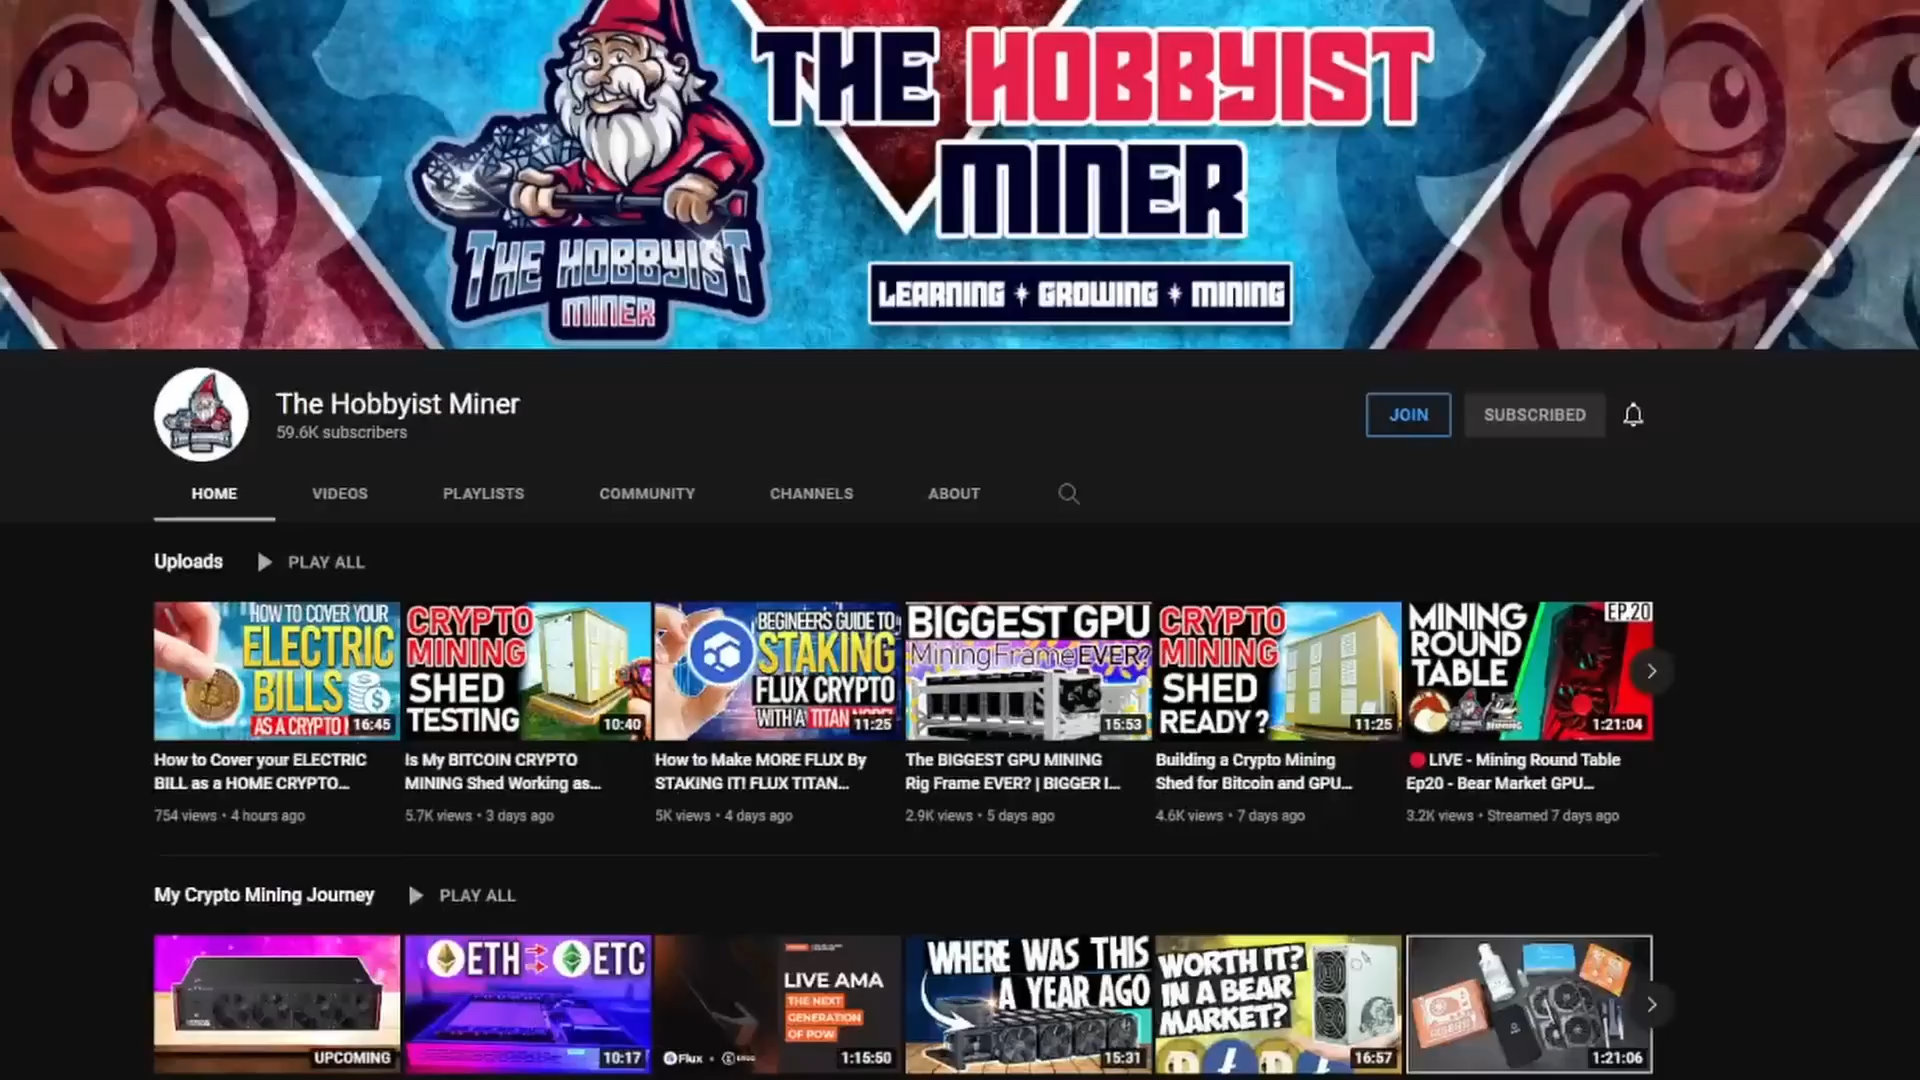 THE HOBBYIST
MINER
THE HOBBYIST
MINER
LEARNING + GROWING + MINING
The Hobbyist Miner
59.6K subscribers
JOIN
SUBSCRIBED
HOME
VIDEOS
PLAYLISTS
COMMUNITY
CHANNELS
ABOUT
Uploads
PLAY ALL
HOW TO COVER YOUR
ELECTRIC
BILLS
AS A CRYPTO
16:45
CRYPTO
MINING
SHED
TESTING
10:40
BEGINEER'S GUIDE TO
STAKING
FLUX CRYPTO
WITH A TITAN
11:25
BIGGEST GPU
MiningFrame EVER?
15:53
CRYPTO
MINING
SHED
READY?
11:25
MINING
ROUND
TABLE
EP.20
1:21:04
How to Cover your ELECTRIC
BILL as a HOME CRYPTO...
754 views • 4 hours ago
Is My BITCOIN CRYPTO
MINING Shed Working as...
5.7K views • 3 days ago
How to Make MORE FLUX By
STAKING IT! FLUX TITAN...
5K views • 4 days ago
The BIGGEST GPU MINING
Rig Frame EVER? | BIGGER I...
2.9K views • 5 days ago
Building a Crypto Mining
Shed for Bitcoin and GPU...
4.6K views • 7 days ago
LIVE - Mining Round Table
Ep20 - Bear Market GPU...
3.2K views • Streamed 7 days ago
My Crypto Mining Journey
PLAY ALL
UPCOMING
ETH
ETC
10:17
LIVE AMA
THE NEXT
GENERATION
OF POW
Flux
1:15:50
WHERE WAS THIS
A YEAR AGO
15:31
WORTH IT?
IN A BEAR
MARKET?
16:57
1:21:06